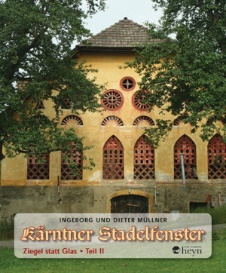 INGEBORG UND DIETER MÜLLNER
Kärntner Stadelfenster
Ziegel statt Glas • Teil II
heyn